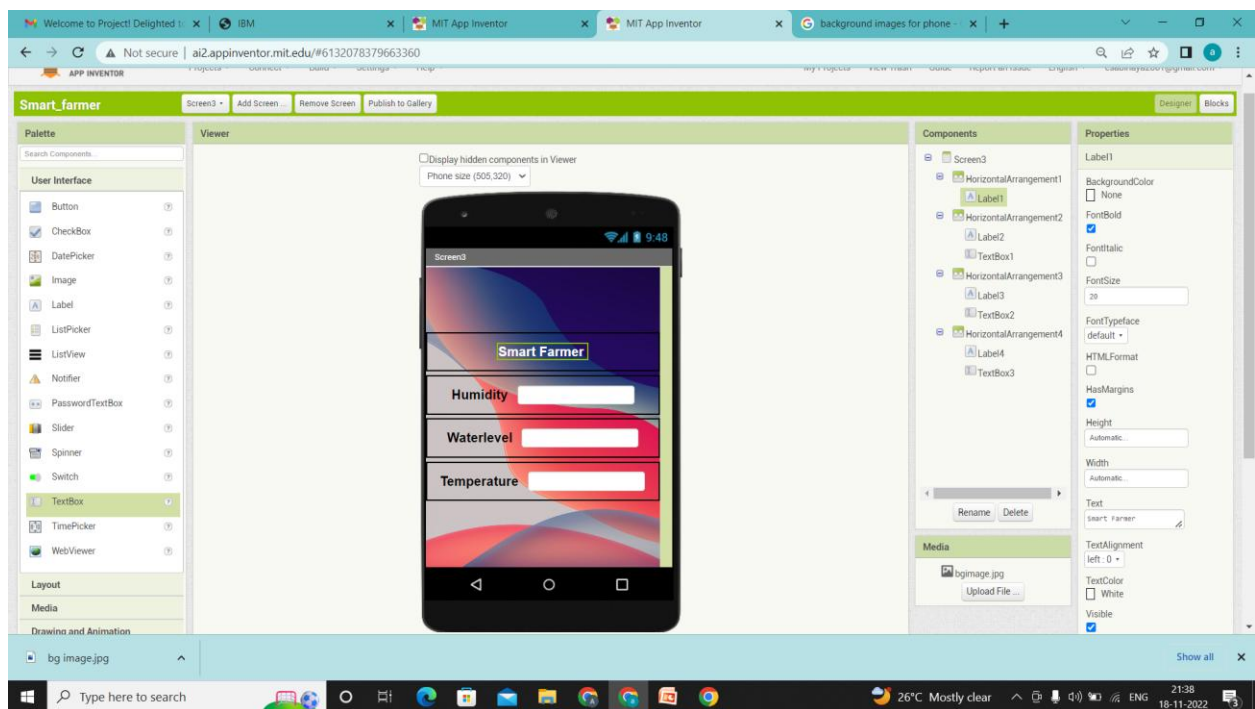 Welcome to Project! Delighted t
IBM
MIT App Inventor
MIT App Inventor
background images for phone -
Not secure | ai2.appinventor.mit.edu/#6132078379663360
a
APP INVENTOR
Smart_farmer
Screen3
Add Screen ...
Remove Screen
Publish to Gallery
Designer
Blocks
Palette
Search Components...
User Interface
Button
CheckBox
DatePicker
Image
Label
ListPicker
ListView
Notifier
PasswordTextBox
Slider
Spinner
Switch
TextBox
TimePicker
WebViewer
Layout
Media
Drawing and Animation
Viewer
Display hidden components in Viewer
Phone size (505,320)
9:48
Screen3
Smart Farmer
Humidity
Waterlevel
Temperature
Components
Screen3
HorizontalArrangement1
Label1
HorizontalArrangement2
Label2
TextBox1
HorizontalArrangement3
Label3
TextBox2
HorizontalArrangement4
Label4
TextBox3
Rename
Delete
Media
bgimage.jpg
Upload File ...
Properties
Label1
BackgroundColor
None
FontBold
FontItalic
FontSize
20
FontTypeface
default
HTMLFormat
HasMargins
Height
Automatic...
Width
Automatic...
Text
Smart Farmer
TextAlignment
left : 0
TextColor
White
Visible
bg image.jpg
Show all
Type here to search
26°C Mostly clear
ENG
21:38
18-11-2022
3